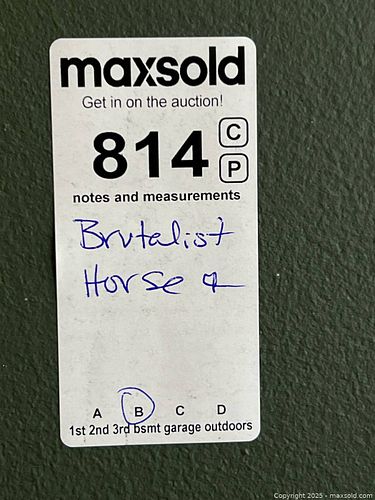 maxsold
Get in on the auction!
814 C
P
notes and measurements
Brutalist
Horse &
A B C D
1st 2nd 3rd bsmt garage outdoors
Copyright 2025 - maxsold.com